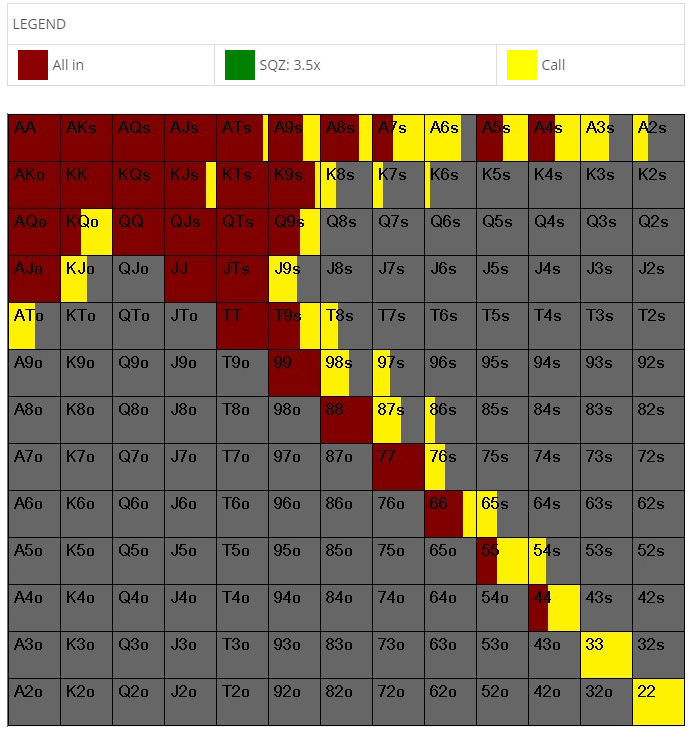 LEGEND
All in SQZ: 3.5x Call
AA AKs AQs AJs ATs A9s A8s A7s A6s A5s A4s A3s A2s
AKo KK KQs KJs KTs K9s K8s K7s K6s K5s K4s K3s K2s
AQo KQo QQ QJs QTs Q9s Q8s Q7s Q6s Q5s Q4s Q3s Q2s
AJo KJo QJo JJ JTs J9s J8s J7s J6s J5s J4s J3s J2s
ATo KTo QTo JTo TT T9s T8s T7s T6s T5s T4s T3s T2s
A9o K9o Q9o J9o T9o 99 98s 97s 96s 95s 94s 93s 92s
A8o K8o Q8o J8o T8o 98o 88 87s 86s 85s 84s 83s 82s
A7o K7o Q7o J7o T7o 97o 87o 77 76s 75s 74s 73s 72s
A6o K6o Q6o J6o T6o 96o 86o 76o 66 65s 64s 63s 62s
A5o K5o Q5o J5o T5o 95o 85o 75o 65o 55 54s 53s 52s
A4o K4o Q4o J4o T4o 94o 84o 74o 64o 54o 44 43s 42s
A3o K3o Q3o J3o T3o 93o 83o 73o 63o 53o 43o 33 32s
A2o K2o Q2o J2o T2o 92o 82o 72o 62o 52o 42o 32o 22